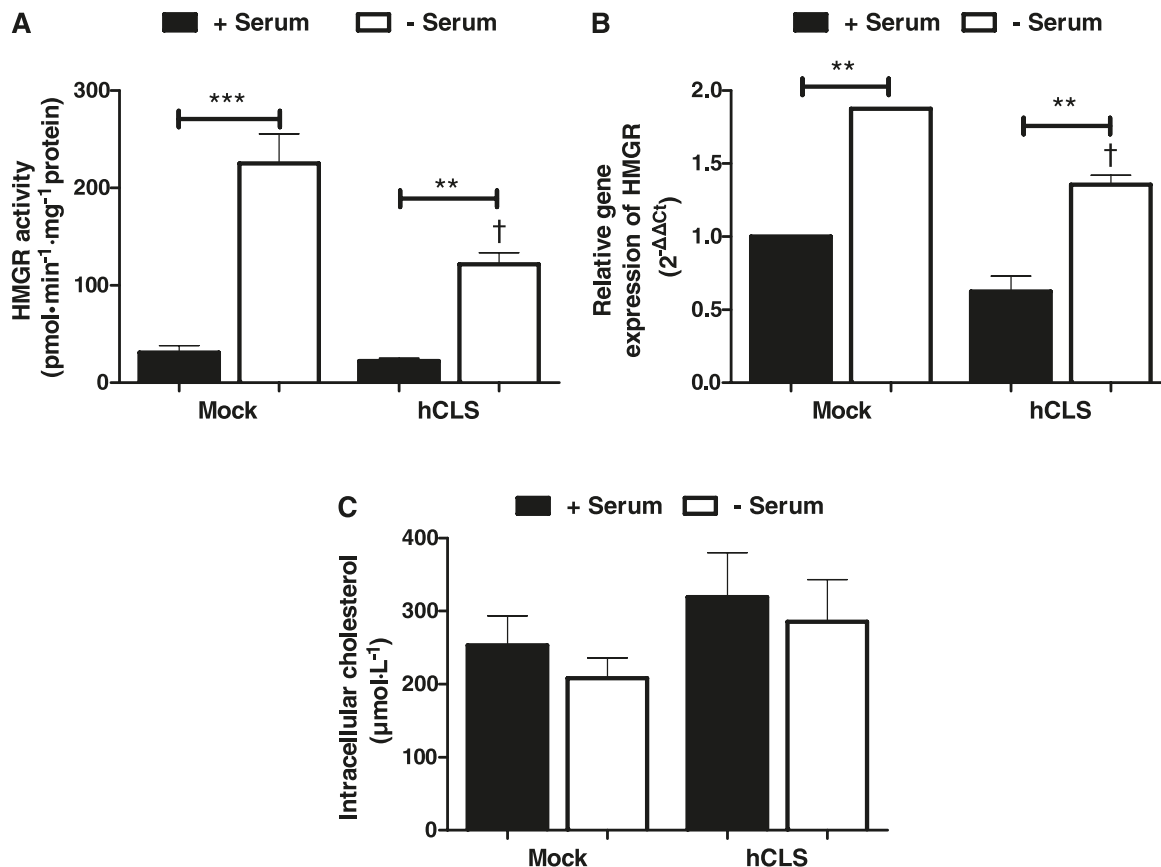 A
+ Serum
- Serum
HMGR activity
(pmol•min⁻¹·mg⁻¹protein)
300
200
100
0
***
**
†
Mock
hCLS
B
+ Serum
- Serum
Relative gene
expression of HMGR
(2⁻ΔΔCt)
2.0
1.5
1.0
0.5
0.0
**
**
†
Mock
hCLS
C
+ Serum
- Serum
Intracellular cholesterol
(µmol·L⁻¹)
400
300
200
100
0
Mock
hCLS